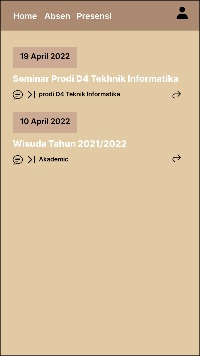 Home Absen Presensi
19 April 2022
Seminar Prodi D4 Tekhnik Informatika
prodi D4 Teknik Informatika
10 April 2022
Wisuda Tahun 2021/2022
Akademic